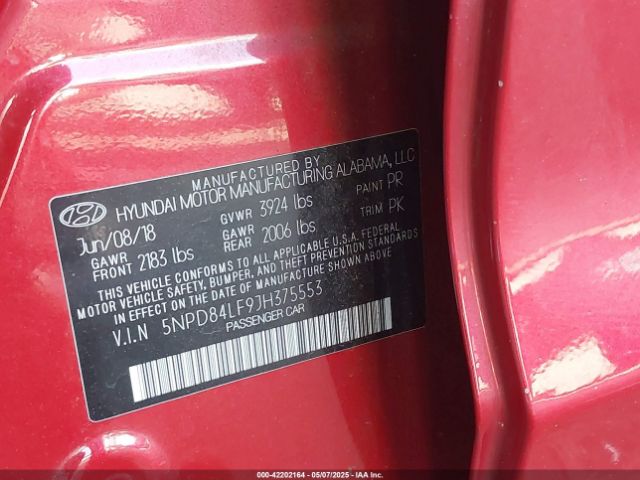 MANUFACTURED BY
HYUNDAI MOTOR MANUFACTURING ALABAMA, LLC
Jun/08/18 GVWR 3924 lbs PAINT PR
GAWR FRONT 2183 lbs GAWR REAR 2006 lbs TRIM PK
THIS VEHICLE CONFORMS TO ALL APPLICABLE U.S.A. FEDERAL
MOTOR VEHICLE SAFETY, BUMPER, AND THEFT PREVENTION STANDARDS
IN EFFECT ON THE DATE OF MANUFACTURE SHOWN ABOVE.
V.I.N 5NPD84LF9JH375553
PASSENGER CAR
000-42202164 - 05/07/2025 - IAA Inc.